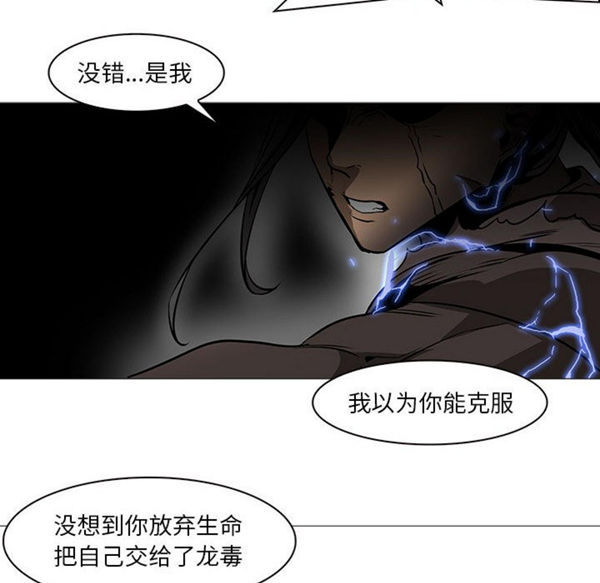 没错...是我
我以为你能克服
没想到你放弃生命
把自己交给了龙毒